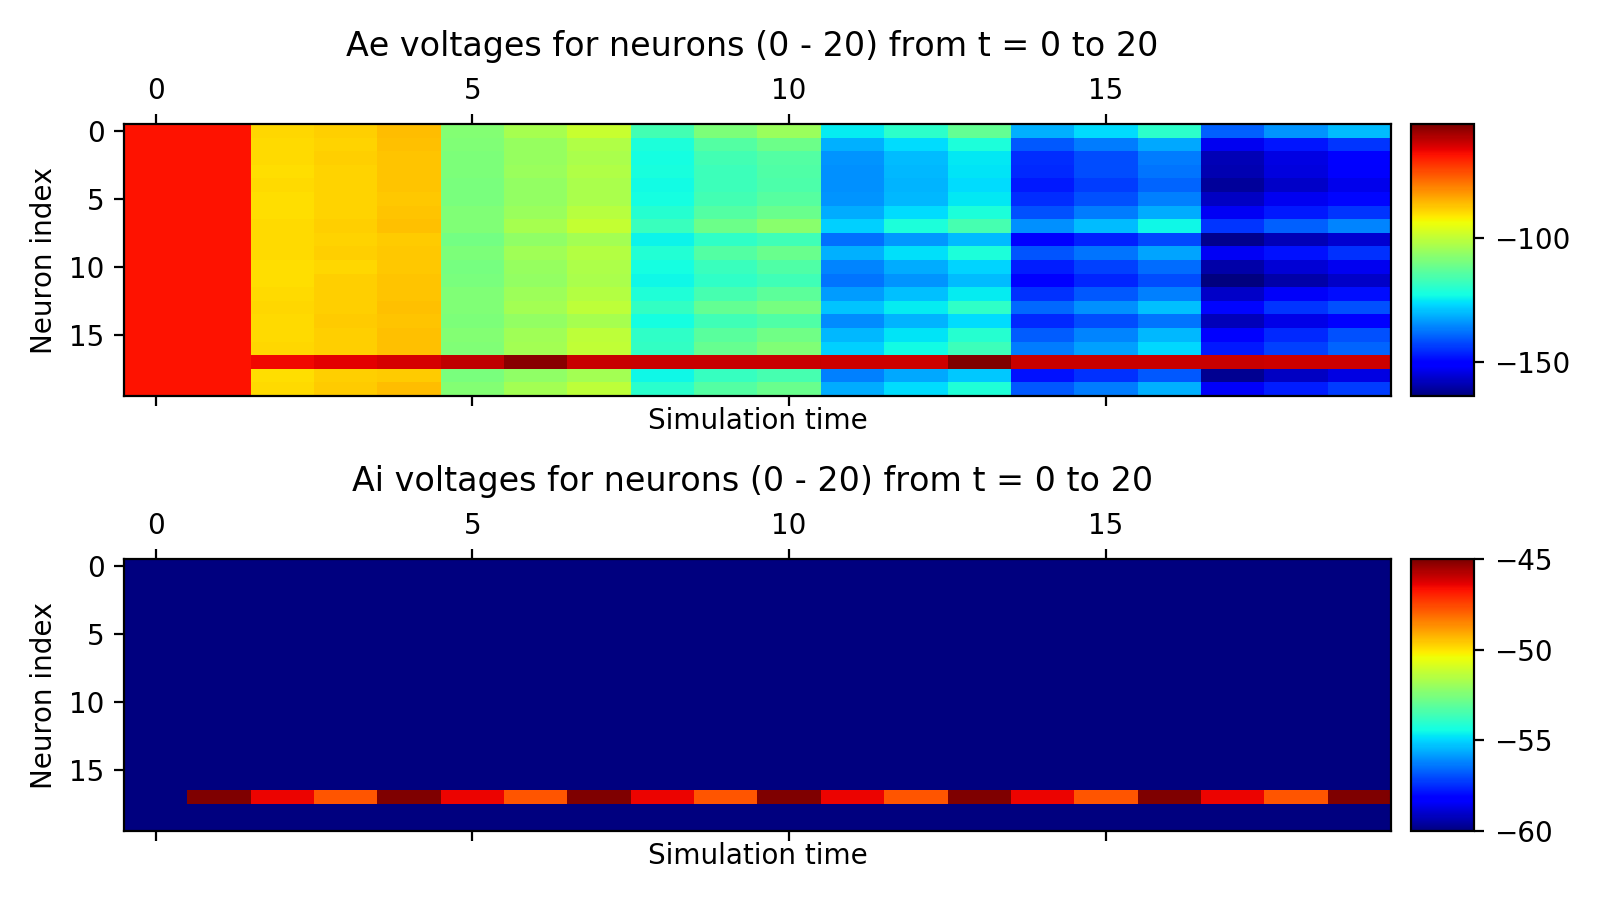 Ae voltages for neurons (0 - 20) from t = 0 to 20
0 5 10 15
Neuron index
0
5
10
15
−100
−150
Simulation time
Ai voltages for neurons (0 - 20) from t = 0 to 20
0 5 10 15
Neuron index
0
5
10
15
−45
−50
−55
−60
Simulation time